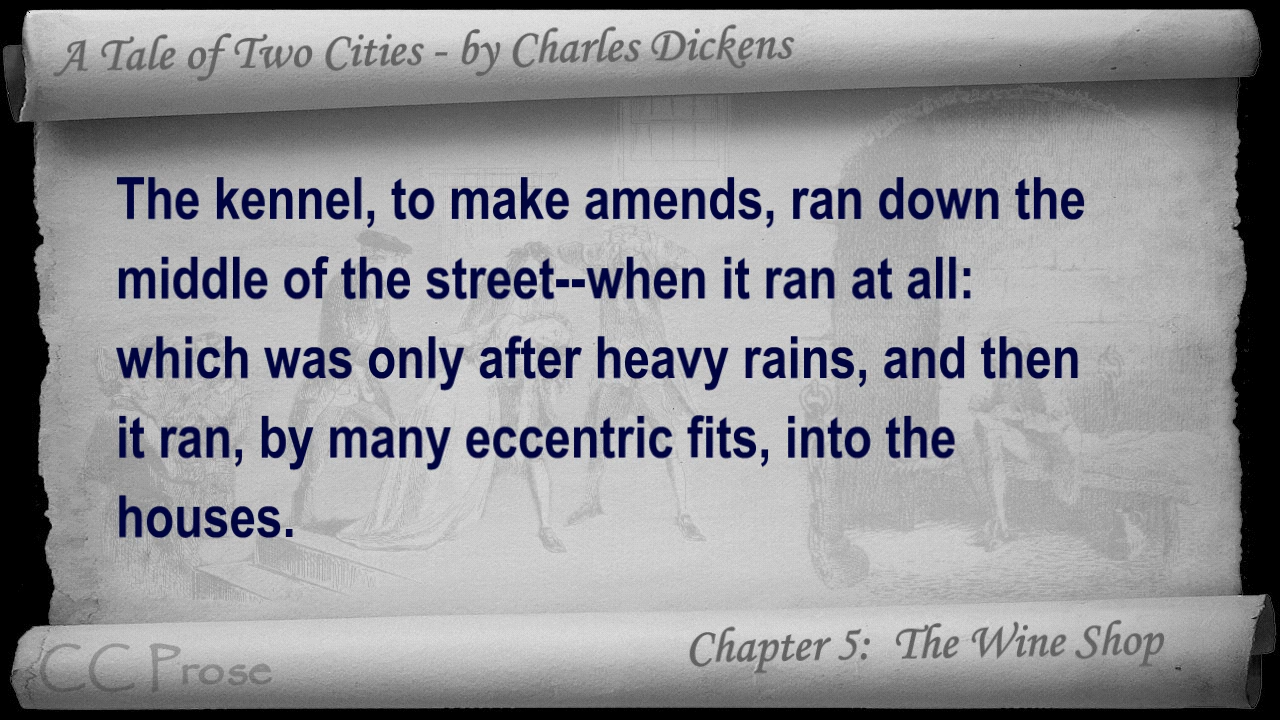 A Tale of Two Cities - by Charles Dickens
The kennel, to make amends, ran down the
middle of the street--when it ran at all:
which was only after heavy rains, and then
it ran, by many eccentric fits, into the
houses.
Chapter 5: The Wine Shop
CC Prose